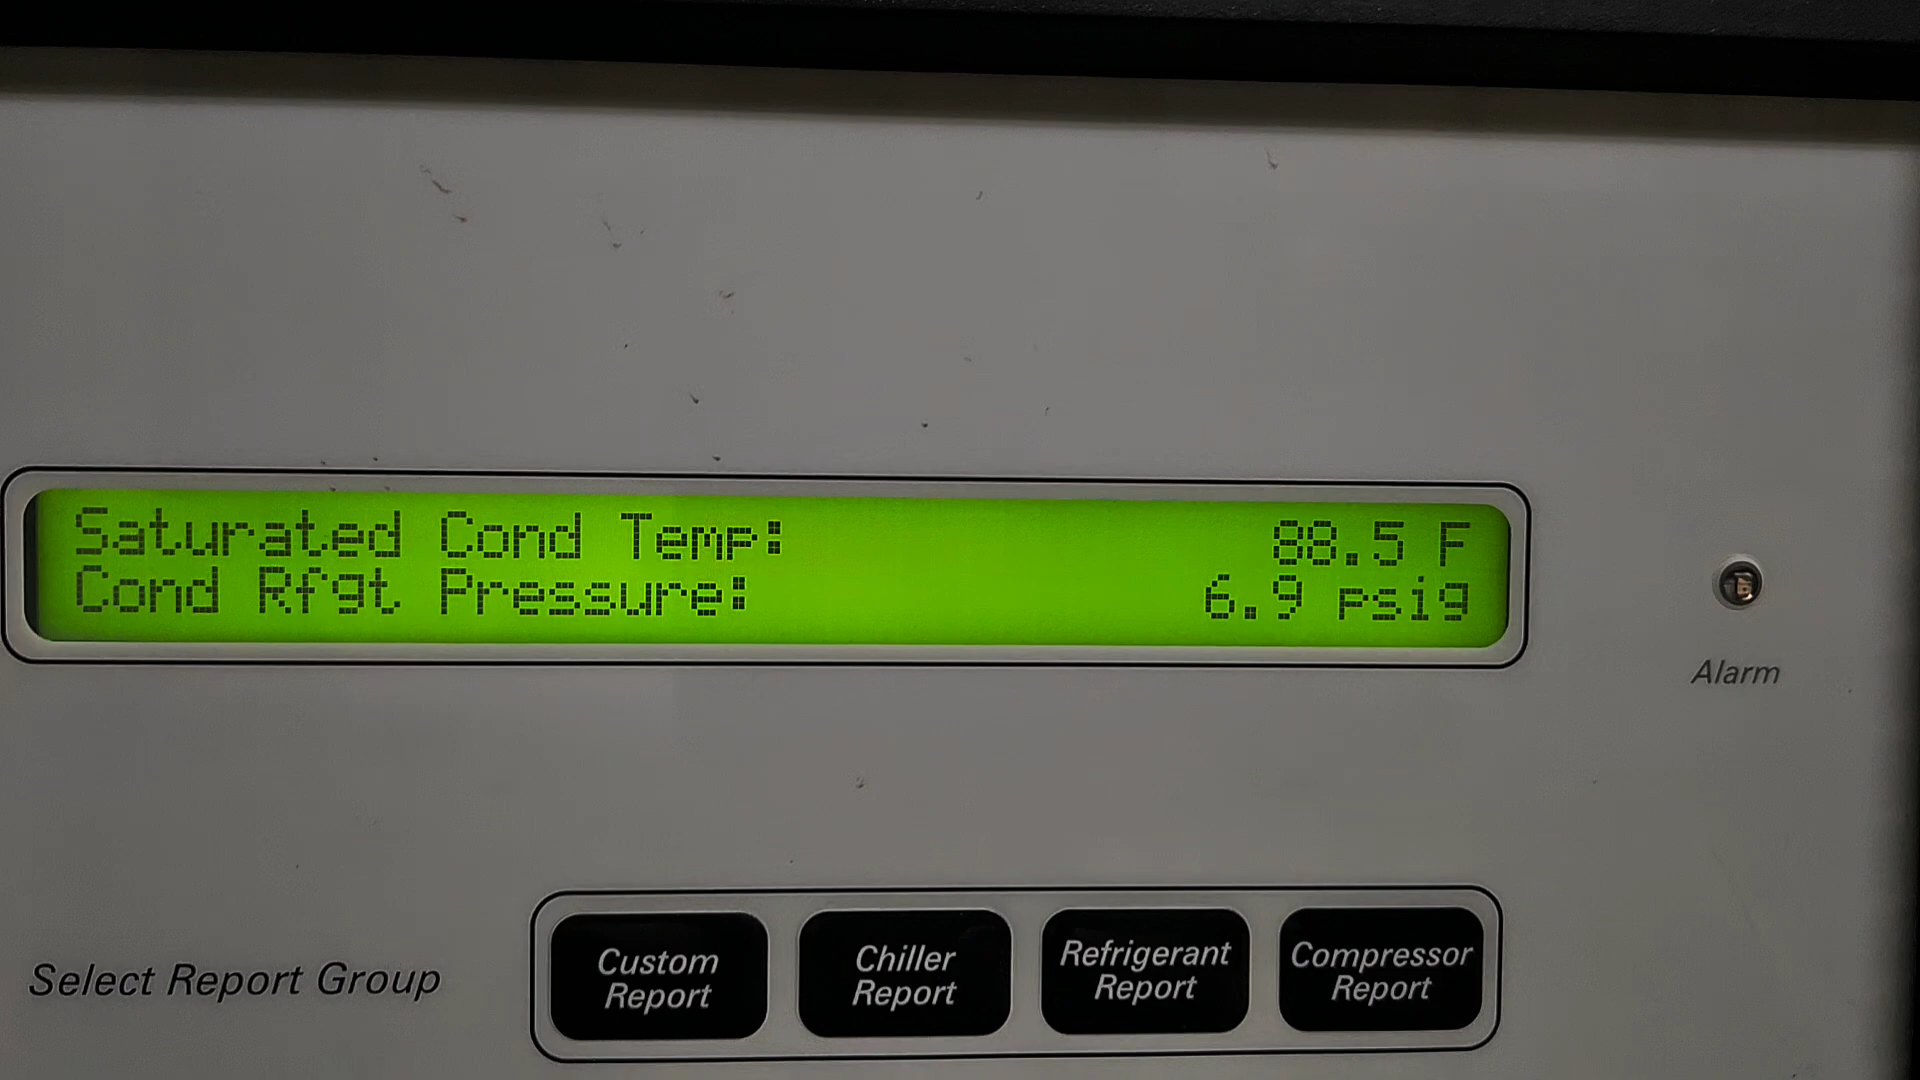 Saturated Cond Temp: 88.5 F
Cond Rfgt Pressure: 6.9 psig
Alarm
Select Report Group
Custom Report
Chiller Report
Refrigerant Report
Compressor Report